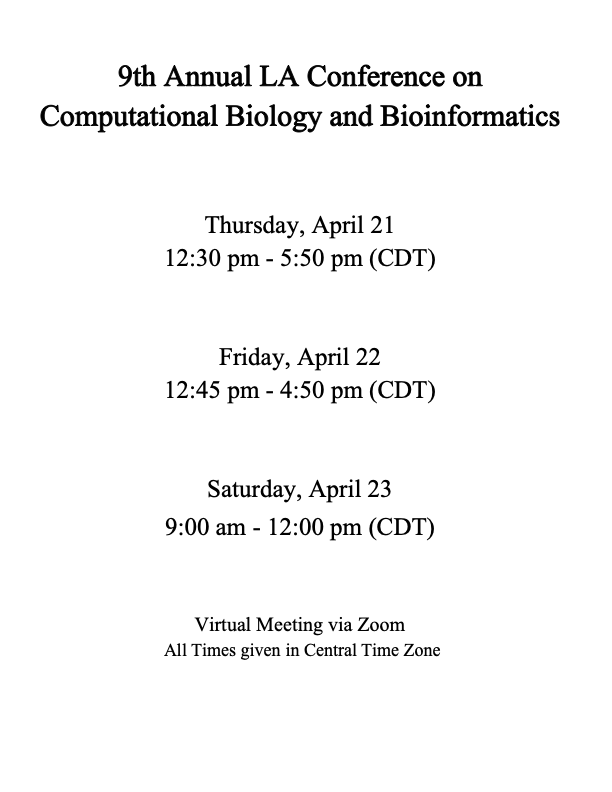 9th Annual LA Conference on
Computational Biology and Bioinformatics
Thursday, April 21
12:30 pm - 5:50 pm (CDT)
Friday, April 22
12:45 pm - 4:50 pm (CDT)
Saturday, April 23
9:00 am - 12:00 pm (CDT)
Virtual Meeting via Zoom
All Times given in Central Time Zone